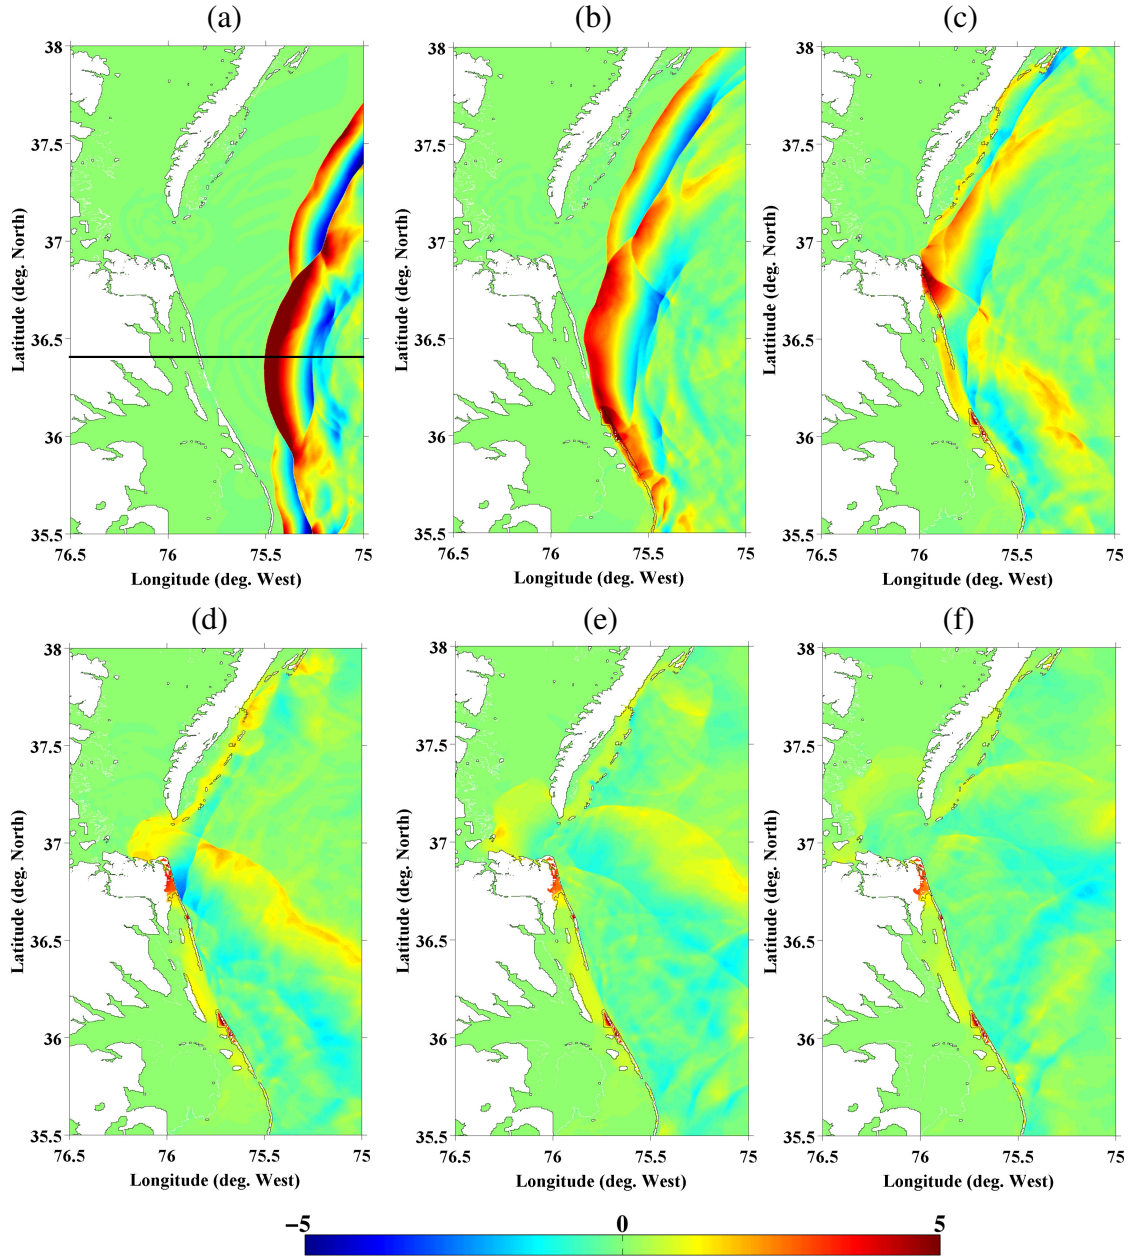 (a) (b) (c)
38 38 38
37.5 37.5 37.5
37 37 37
36.5 36.5 36.5
36 36 36
35.5 35.5 35.5
76.5 76 75.5 75 76.5 76 75.5 75 76.5 76 75.5 75
Latitude (deg. North) Latitude (deg. North) Lattitude (deg. North)
Longitude (deg. West) Longitude (deg. West) Longitude (deg. West)
(d) (e) (f)
38 38 38
37.5 37.5 37.5
37 37 37
36.5 36.5 36.5
36 36 36
35.5 35.5 35.5
76.5 76 75.5 75 76.5 76 75.5 75 76.5 76 75.5 75
Latitude (deg. North) Latitude (deg. North) Latitude (deg. North)
Longitude (deg. West) Longitude (deg. West) Longitude (deg. West)
−5 0 5